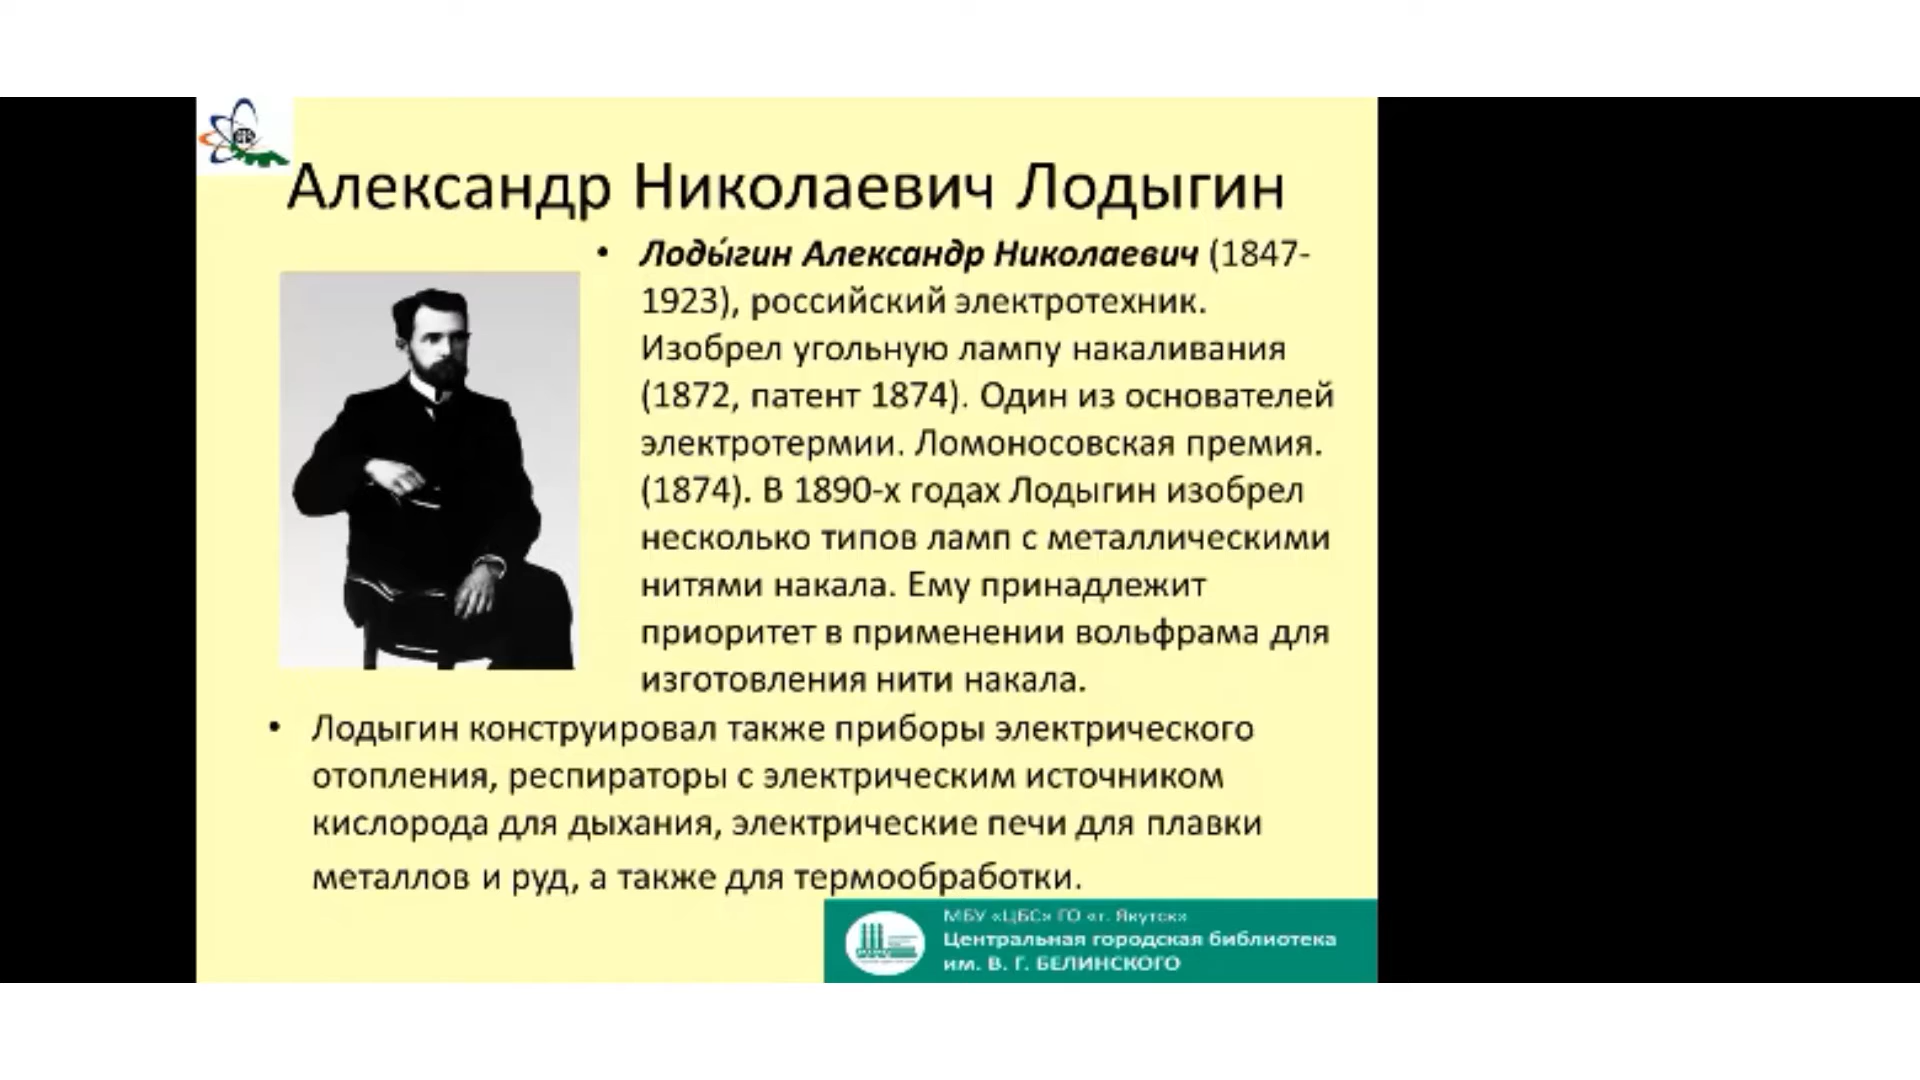 Александр Николаевич Лодыгин
• Лоды́гин Александр Николаевич (1847-
1923), российский электротехник.
Изобрел угольную лампу накаливания
(1872, патент 1874). Один из основателей
электротермии. Ломоносовская премия.
(1874). В 1890-х годах Лодыгин изобрел
несколько типов ламп с металлическими
нитями накала. Ему принадлежит
приоритет в применении вольфрама для
изготовления нити накала.
• Лодыгин конструировал также приборы электрического
отопления, респираторы с электрическим источником
кислорода для дыхания, электрические печи для плавки
металлов и руд, а также для термообработки.
МБУ «ЦБС» ГО «г. Якутск»
Центральная городская библиотека
им. В. Г. БЕЛИНСКОГО